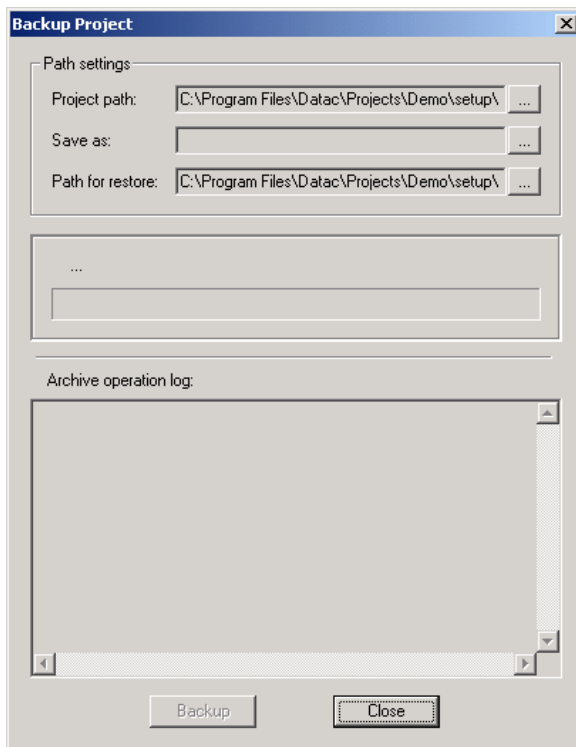 Backup Project
Path settings
Project path: C:\Program Files\Datac\Projects\Demo\setup\ ...
Save as: ...
Path for restore: C:\Program Files\Datac\Projects\Demo\setup\ ...
...
Archive operation log:
Backup Close